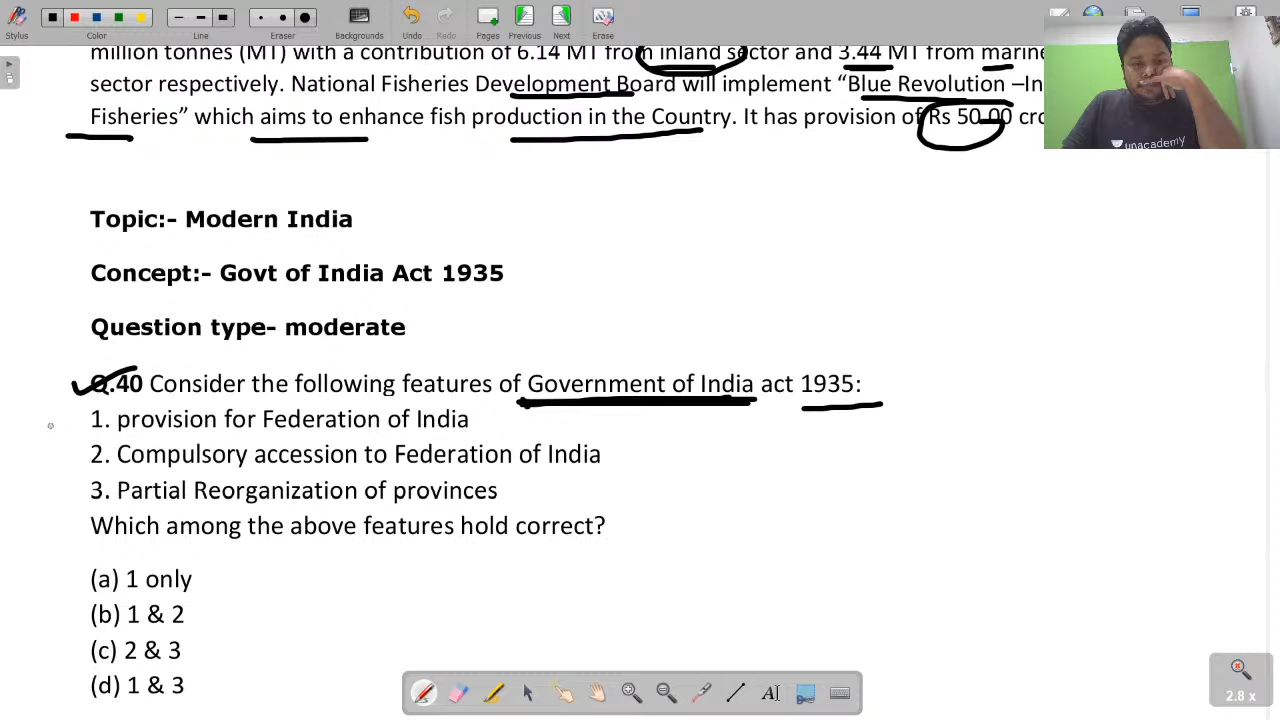 Styles
Color
Line
Eraser
Backgrounds
Undo
Redo
Pages
Previous
Next
Erase
million tonnes (MT) with a contribution of 6.14 MT from inland sector and 3.44 MT from marine
sector respectively. National Fisheries Development Board will implement “Blue Revolution –In
Fisheries” which aims to enhance fish production in the Country. It has provision of Rs 50.00 cro
unacademy
Topic:- Modern India
Concept:- Govt of India Act 1935
Question type- moderate
Q.40 Consider the following features of Government of India act 1935:
1. provision for Federation of India
2. Compulsory accession to Federation of India
3. Partial Reorganization of provinces
Which among the above features hold correct?
(a) 1 only
(b) 1 & 2
(c) 2 & 3
(d) 1 & 3
2.8 x